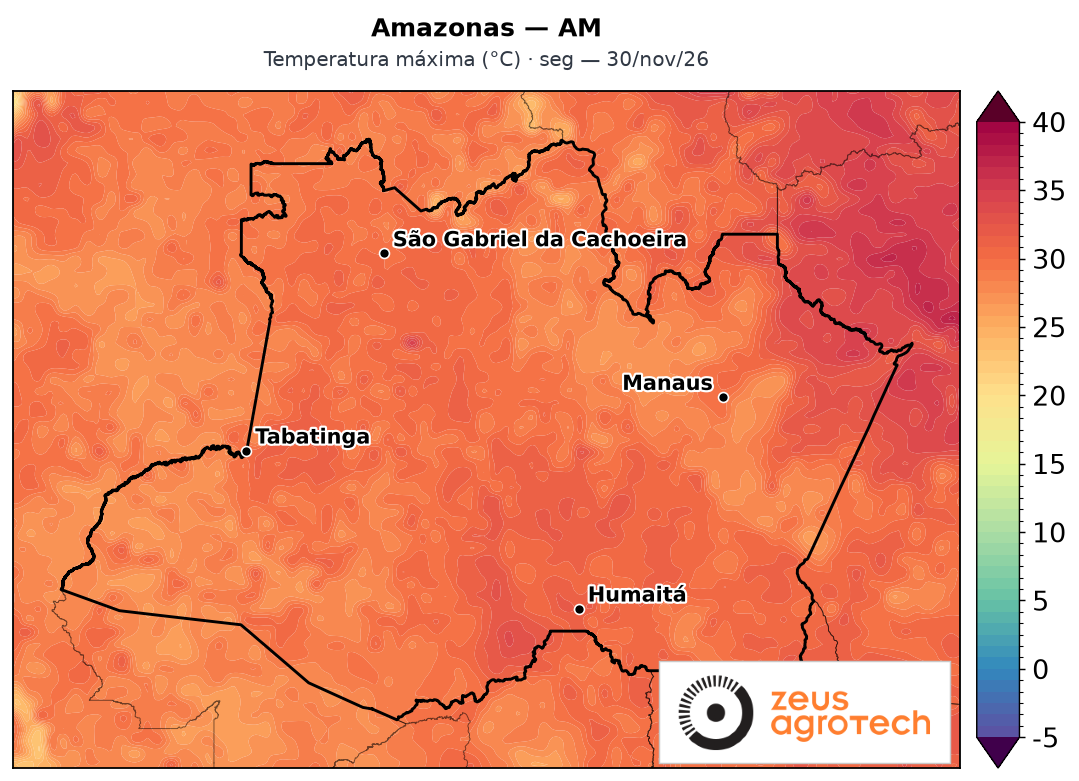 Amazonas — AM
Temperatura máxima (°C) · seg — 30/nov/26
São Gabriel da Cachoeira
Manaus
Tabatinga
Humaitá
40
35
30
25
20
15
10
5
0
-5
zeus
agrotech